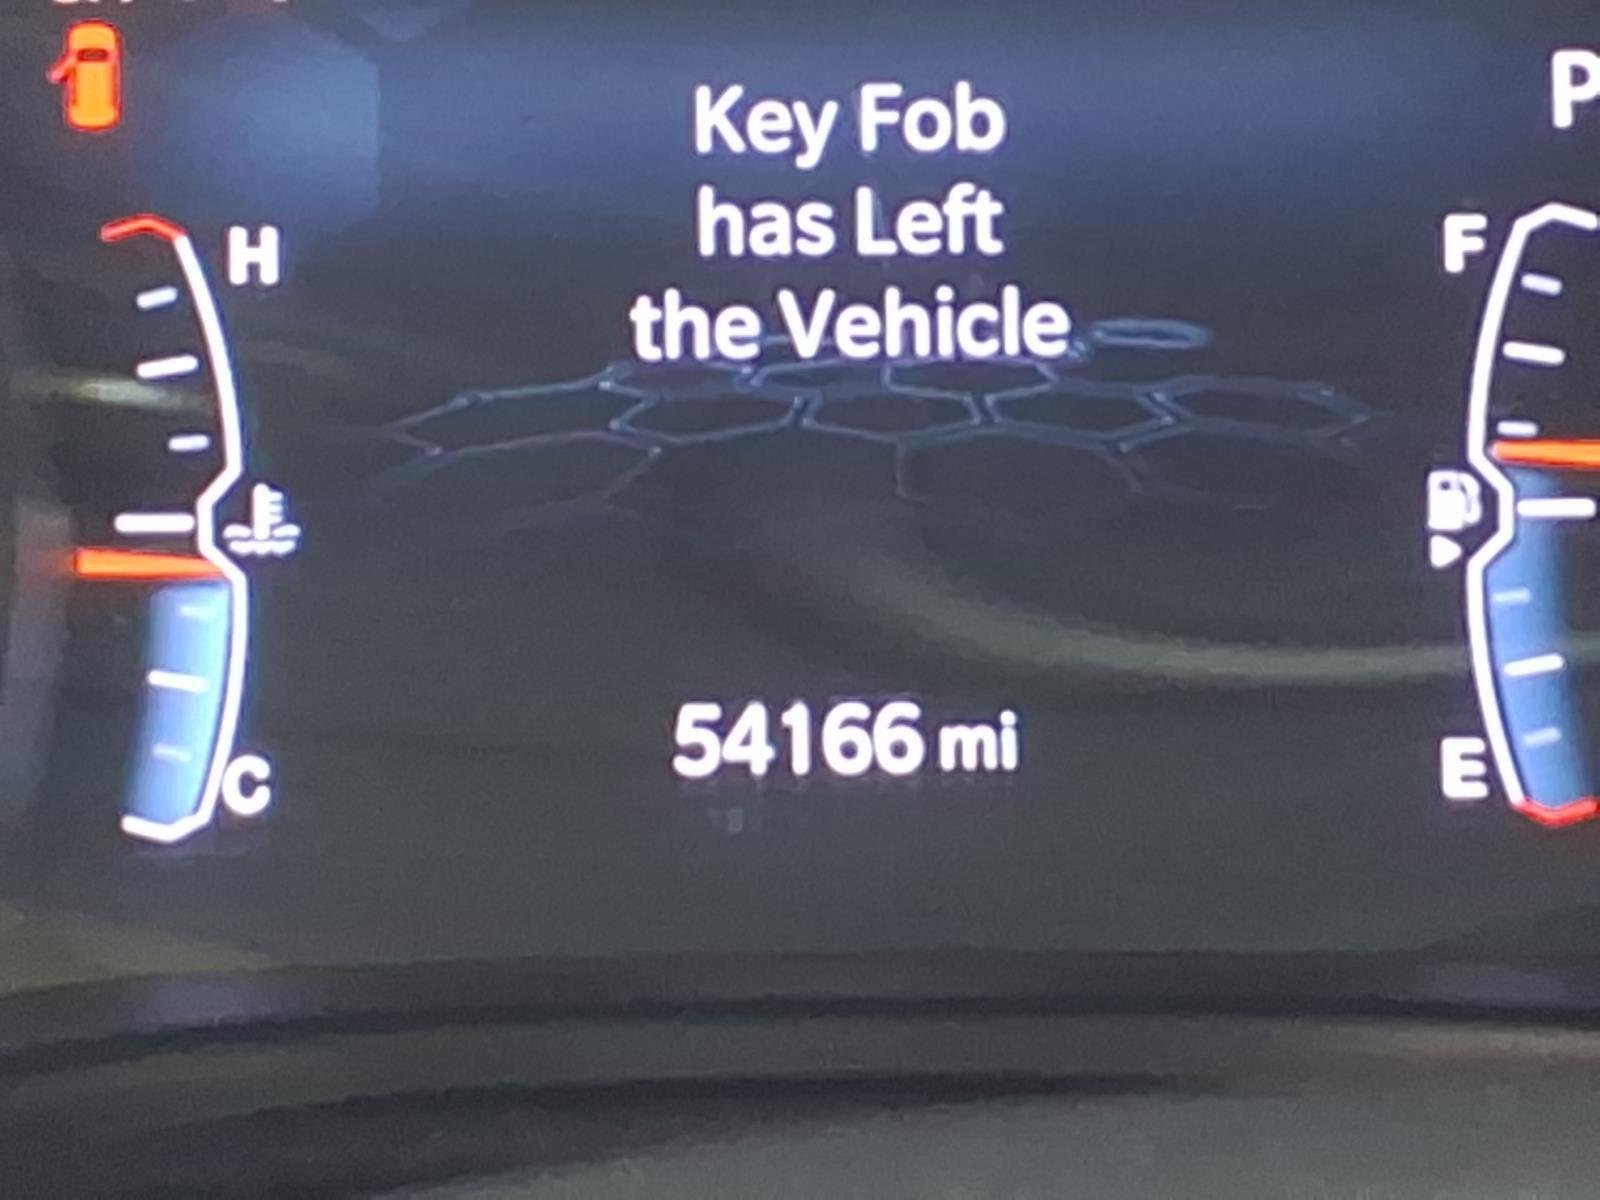 P
Key Fob
has Left
the Vehicle
H
F
54166 mi
C
E